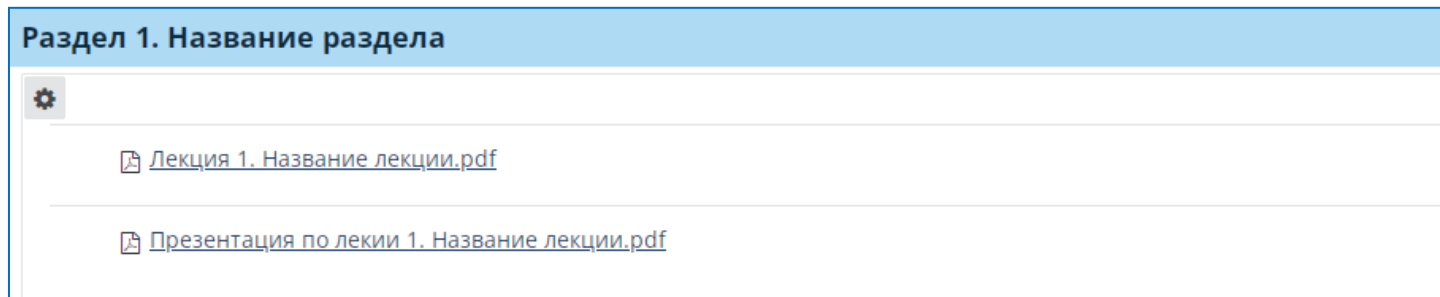 Раздел 1. Название раздела
Лекция 1. Название лекции.pdf
Презентация по лекии 1. Название лекции.pdf